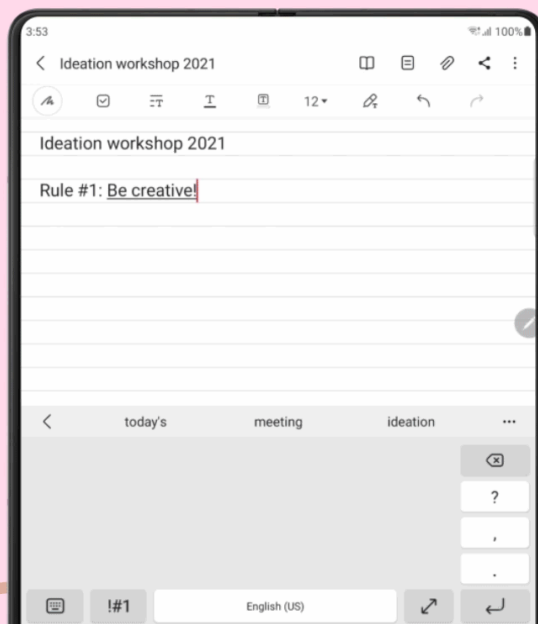 3:53 100%
Ideation workshop 2021
12
Ideation workshop 2021
Rule #1: Be creative!
today's meeting ideation
?
,
.
!#1 English (US)